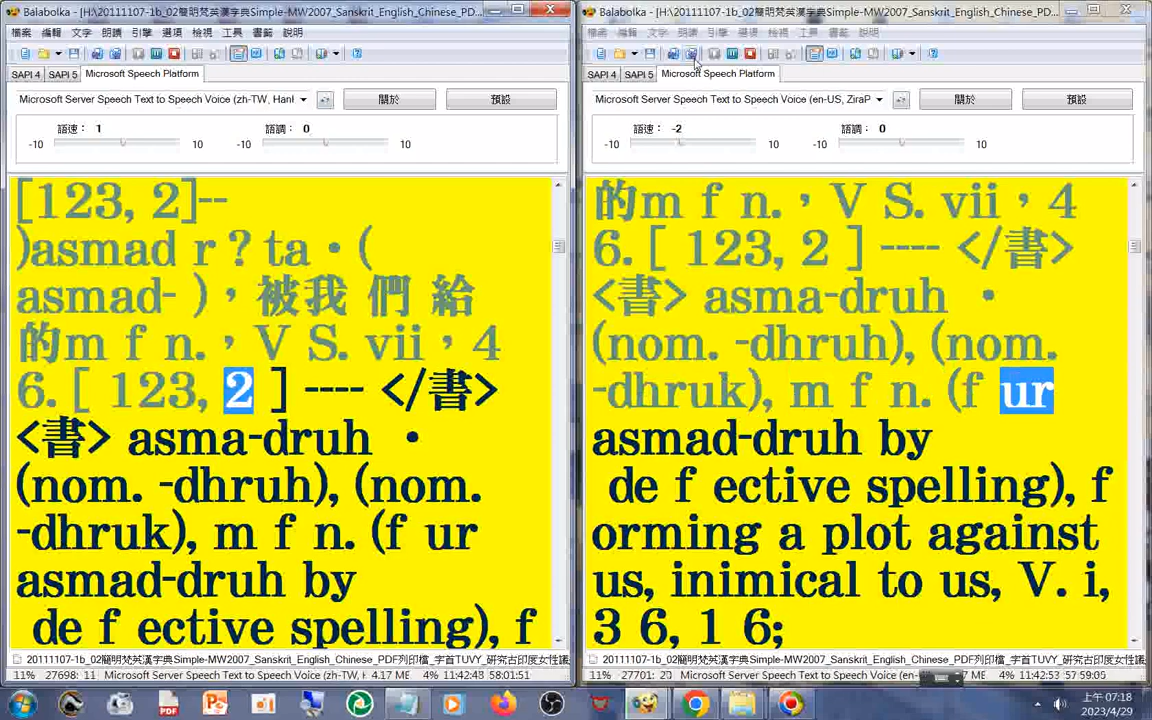 Balabolka - [H:\20111107-1b_02簡明梵英漢字典Simple-MW2007_Sanskrit_English_Chinese_PD...
檔案 編輯 文字 朗讀 引擎 選項 檢視 工具 書籤 說明
SAPI 4 SAPI 5 Microsoft Speech Platform
Microsoft Server Speech Text to Speech Voice (zh-TW, Hanl
關於 預設
語速： 1 語調： 0
-10 10 -10 10
[123, 2]--
)asmad r？ta·(
asmad- )，被我 們 給
的m f n.，V S. vii，4
6. [ 123, 2 ] ---- </書>
<書> asma-druh ·
(nom. -dhruh), (nom.
-dhruk), m f n. (f ur
asmad-druh by
de f ective spelling), f
20111107-1b_02簡明梵英漢字典Simple-MW2007_Sanskrit_English_Chinese_PDF列印檔_字首TUVY_研究古印度女性議
11% 27698: 11 Microsoft Server Speech Text to Speech Voice (zh-TW, H 4.17 ME 4% 11:42:48 58:01:51
Balabolka - [H:\20111107-1b_02簡明梵英漢字典Simple-MW2007_Sanskrit_English_Chinese_PD...
檔案 編輯 文字 朗讀 引擎 選項 檢視 工具 書籤 說明
SAPI 4 SAPI 5 Microsoft Speech Platform
Microsoft Server Speech Text to Speech Voice (en-US, ZiraP
關於 預設
語速： -2 語調： 0
-10 10 -10 10
的m f n.，V S. vii，4
6. [ 123, 2 ] ---- </書>
<書> asma-druh ·
(nom. -dhruh), (nom.
-dhruk), m f n. (f ur
asmad-druh by
de f ective spelling), f
orming a plot against
us, inimical to us, V. i,
3 6, 1 6;
20111107-1b_02簡明梵英漢字典Simple-MW2007_Sanskrit_English_Chinese_PDF列印檔_字首TUVY_研究古印度女性議
11% 27701: 20 Microsoft Server Speech Text to Speech Voice (en-US 7 ME 4% 11:42:53 57:59:05
上午 07:18
2023/4/29